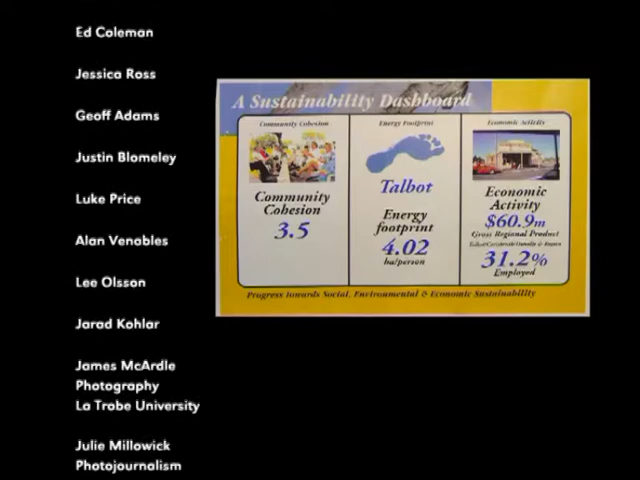 Ed Coleman
Jessica Ross
Geoff Adams
Justin Blomeley
Luke Price
Alan Venables
Lee Olsson
Jarad Kohlar
James McArdle
Photography
La Trobe University
Julie Millowick
Photojournalism
A Sustainability Dashboard
Community Cohesion
Community
Cohesion
3.5
Energy Footprint
Talbot
Energy
footprint
4.02
ha/person
Economic Activity
Economic
Activity
$60.9m
Gross Regional Product
31.2%
Employed
Progress towards Social, Environmental & Economic Sustainability